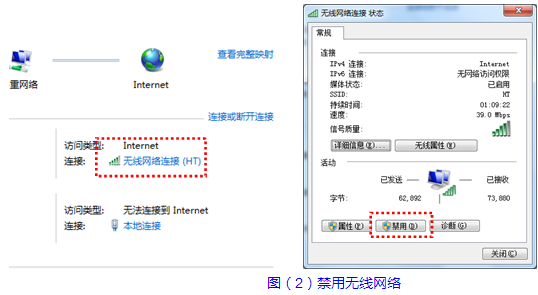 查看完整映射
重网络
Internet
连接或断开连接
访问类型: Internet
连接: 无线网络连接 (HT)
访问类型: 无法连接到 Internet
连接: 本地连接
无线网络连接 状态
常规
连接
IPv4 连接: Internet
IPv6 连接: 无网络访问权限
媒体状态: 已启用
SSID: HT
持续时间: 01:09:22
速度: 39.0 Mbps
信号质量:
详细信息(E)... 无线属性(W)
活动
已发送 已接收
字节: 62,892 73,880
属性(P) 禁用(D) 诊断(G)
关闭(C)
图（2）禁用无线网络